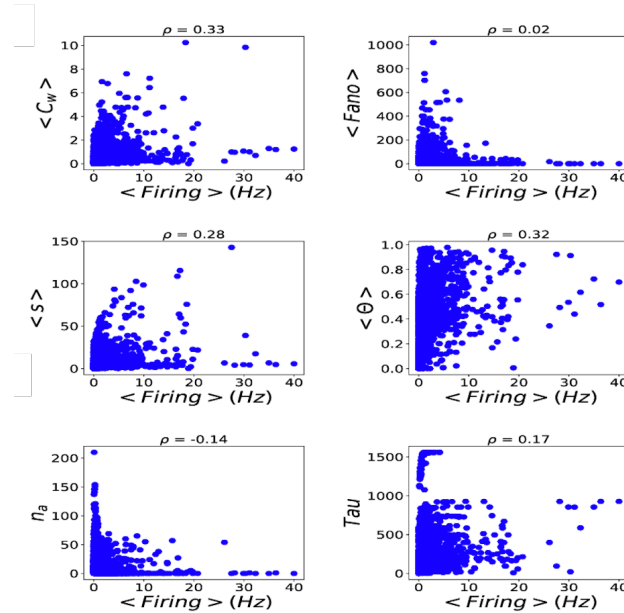 ρ = 0.33
10
8
6
4
2
0
< C_w >
0 10 20 30 40
< Firing > (Hz)
ρ = 0.02
1000
800
600
400
200
0
< Fano >
0 10 20 30 40
< Firing > (Hz)
ρ = 0.28
150
100
50
0
< s >
0 10 20 30 40
< Firing > (Hz)
ρ = 0.32
1.0
0.8
0.6
0.4
0.2
0.0
< Θ >
0 10 20 30 40
< Firing > (Hz)
ρ = -0.14
200
150
100
50
0
n_a
0 10 20 30 40
< Firing > (Hz)
ρ = 0.17
1500
1000
500
0
Tau
0 10 20 30 40
< Firing > (Hz)